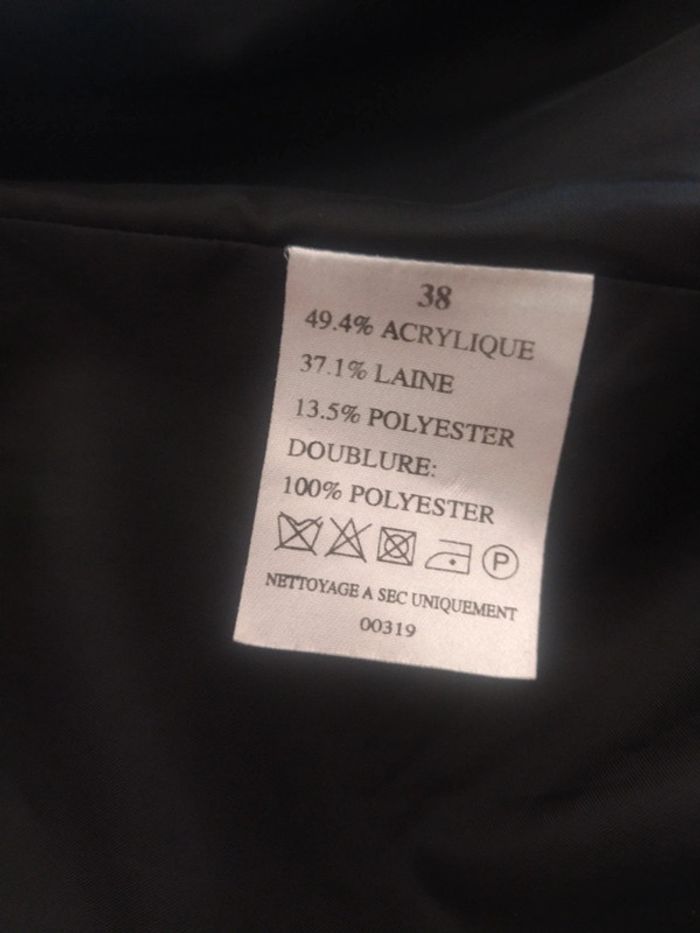 38
49.4% ACRYLIQUE
37.1% LAINE
13.5% POLYESTER
DOUBLURE:
100% POLYESTER
P
NETTOYAGE A SEC UNIQUEMENT
00319